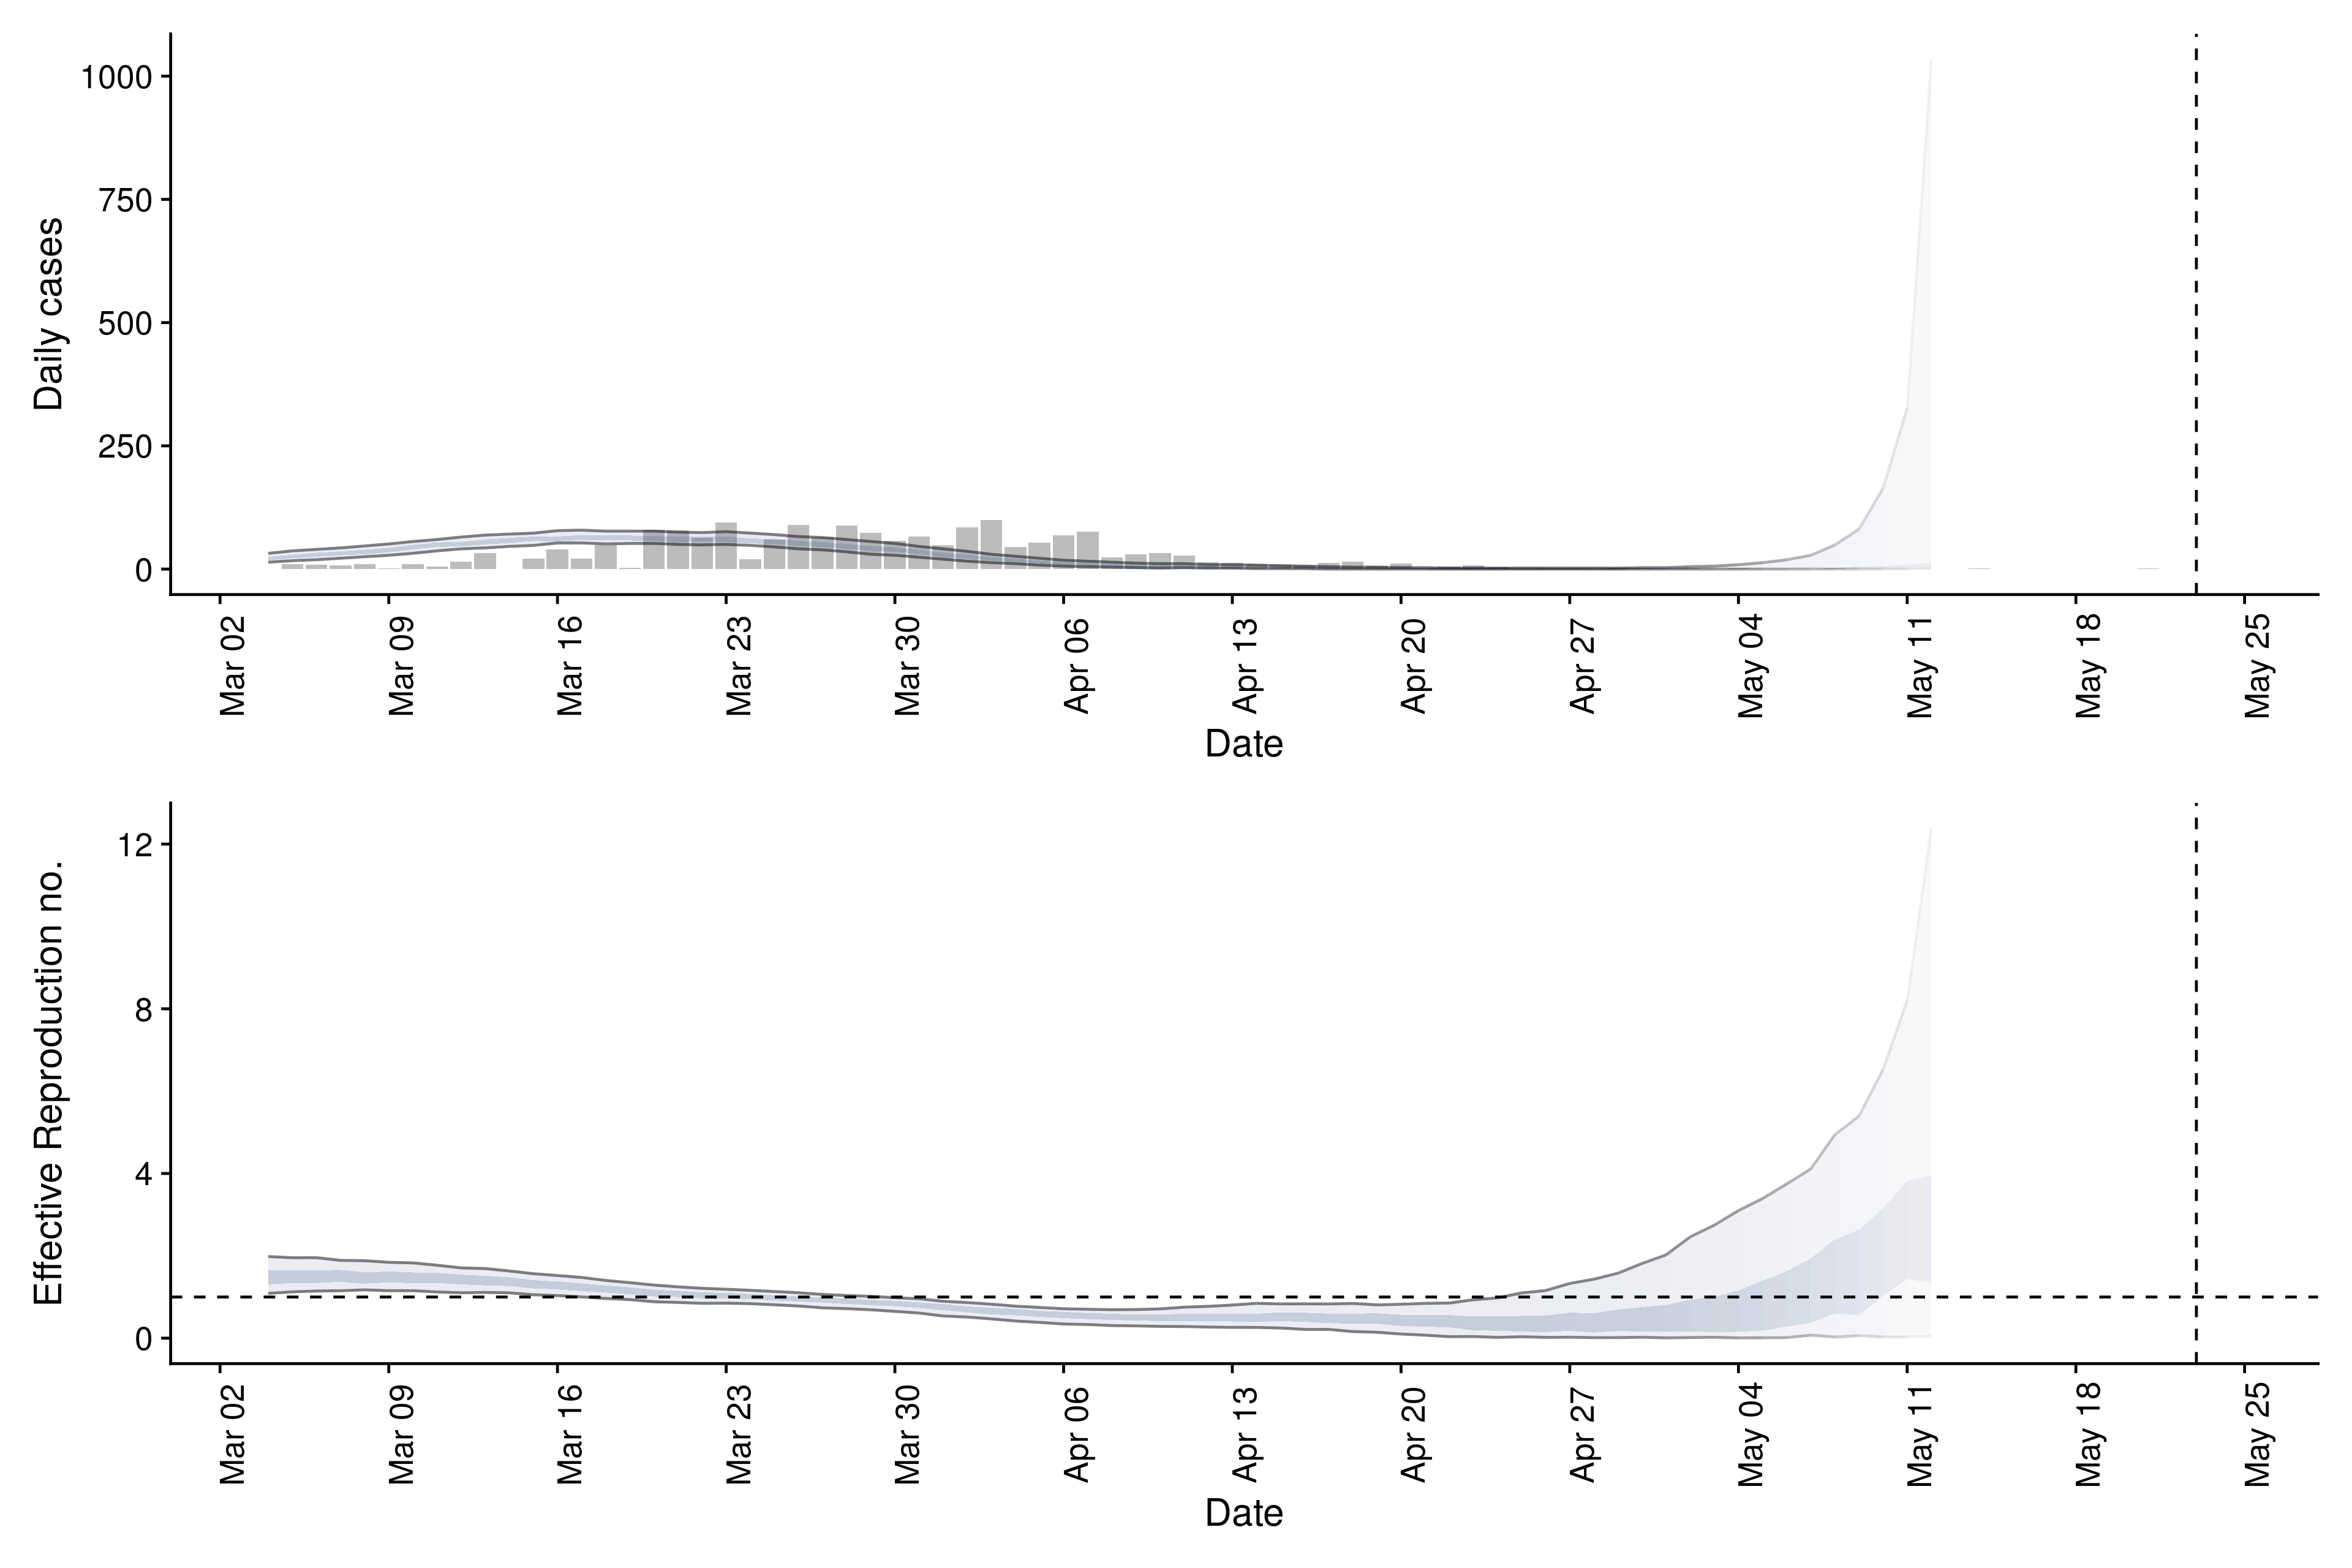 Daily cases
1000
750
500
250
0
Mar 02
Mar 09
Mar 16
Mar 23
Mar 30
Apr 06
Apr 13
Apr 20
Apr 27
May 04
May 11
May 18
May 25
Date
Effective Reproduction no.
12
8
4
0
Mar 02
Mar 09
Mar 16
Mar 23
Mar 30
Apr 06
Apr 13
Apr 20
Apr 27
May 04
May 11
May 18
May 25
Date